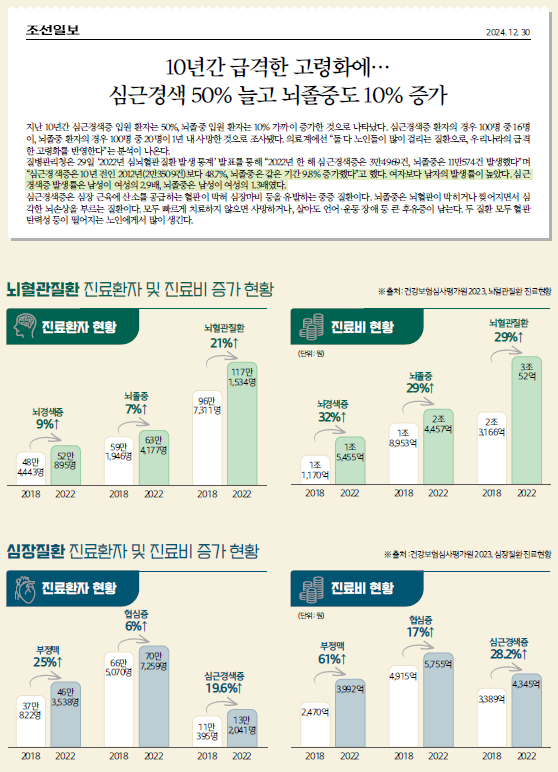 조선일보
2024. 12. 30
10년간 급격한 고령화에…
심근경색 50% 늘고 뇌졸중도 10% 증가
지난 10년간 심근경색증 입원 환자는 50%, 뇌졸중 입원 환자는 10% 가까이 증가한 것으로 나타났다. 심근경색증 환자의 경우 100명 중 16명
이, 뇌졸중 환자의 경우 100명 중 20명이 1년 내 사망한 것으로 조사됐다. 의료계에선 "둘 다 노인들이 많이 걸리는 질환으로, 우리나라의 급격
한 고령화를 반영한다"는 분석이 나온다.
질병관리청은 29일 '2022년 심뇌혈관질환 발생 통계' 발표를 통해 "2022년 한 해 심근경색증은 3만4969건, 뇌졸중은 11만574건 발생했다"며
"심근경색증은 10년 전인 2012년(2만3509건)보다 48.7%, 뇌졸중은 같은 기간 9.8% 증가했다"고 했다. 여자보다 남자의 발생률이 높았다. 심근
경색증 발생률은 남성이 여성의 2.9배, 뇌졸중은 남성이 여성의 1.3배였다.
심근경색증은 심장 근육에 산소를 공급하는 혈관이 막혀 심장마비 등을 유발하는 중증 질환이다. 뇌졸중은 뇌혈관이 막히거나 찢어지면서 심
각한 뇌손상을 부르는 질환이다. 모두 빠르게 치료하지 않으면 사망하거나, 살아도 언어·운동 장애 등 큰 후유증이 남는다. 두 질환 모두 혈관
탄력성 등이 떨어지는 노인에게서 많이 생긴다.
뇌혈관질환 진료환자 및 진료비 증가 현황
※ 출처 : 건강보험심사평가원 2023, 뇌혈관질환 진료현황
진료환자 현황
뇌경색증
9%↑
48만
4,443명
52만
895명
2018 2022
뇌졸중
7%↑
59만
1,946명
63만
4,177명
2018 2022
뇌혈관질환
21%↑
96만
7,311명
117만
1,534명
2018 2022
진료비 현황
(단위 : 원)
뇌경색증
32%↑
1조
1,170억
1조
5,455억
2018 2022
뇌졸중
29%↑
1조
8,953억
2조
4,457억
2018 2022
뇌혈관질환
29%↑
2조
3,166억
3조
52억
2018 2022
심장질환 진료환자 및 진료비 증가 현황
※ 출처 : 건강보험심사평가원 2023, 심장질환 진료현황
진료환자 현황
부정맥
25%↑
37만
822명
46만
3,538명
2018 2022
협심증
6%↑
66만
5,070명
70만
7,259명
2018 2022
심근경색증
19.6%↑
11만
395명
13만
2,041명
2018 2022
진료비 현황
(단위 : 원)
부정맥
61%↑
2,470억
3,992억
2018 2022
협심증
17%↑
4,915억
5,755억
2018 2022
심근경색증
28.2%↑
3,389억
4,345억
2018 2022